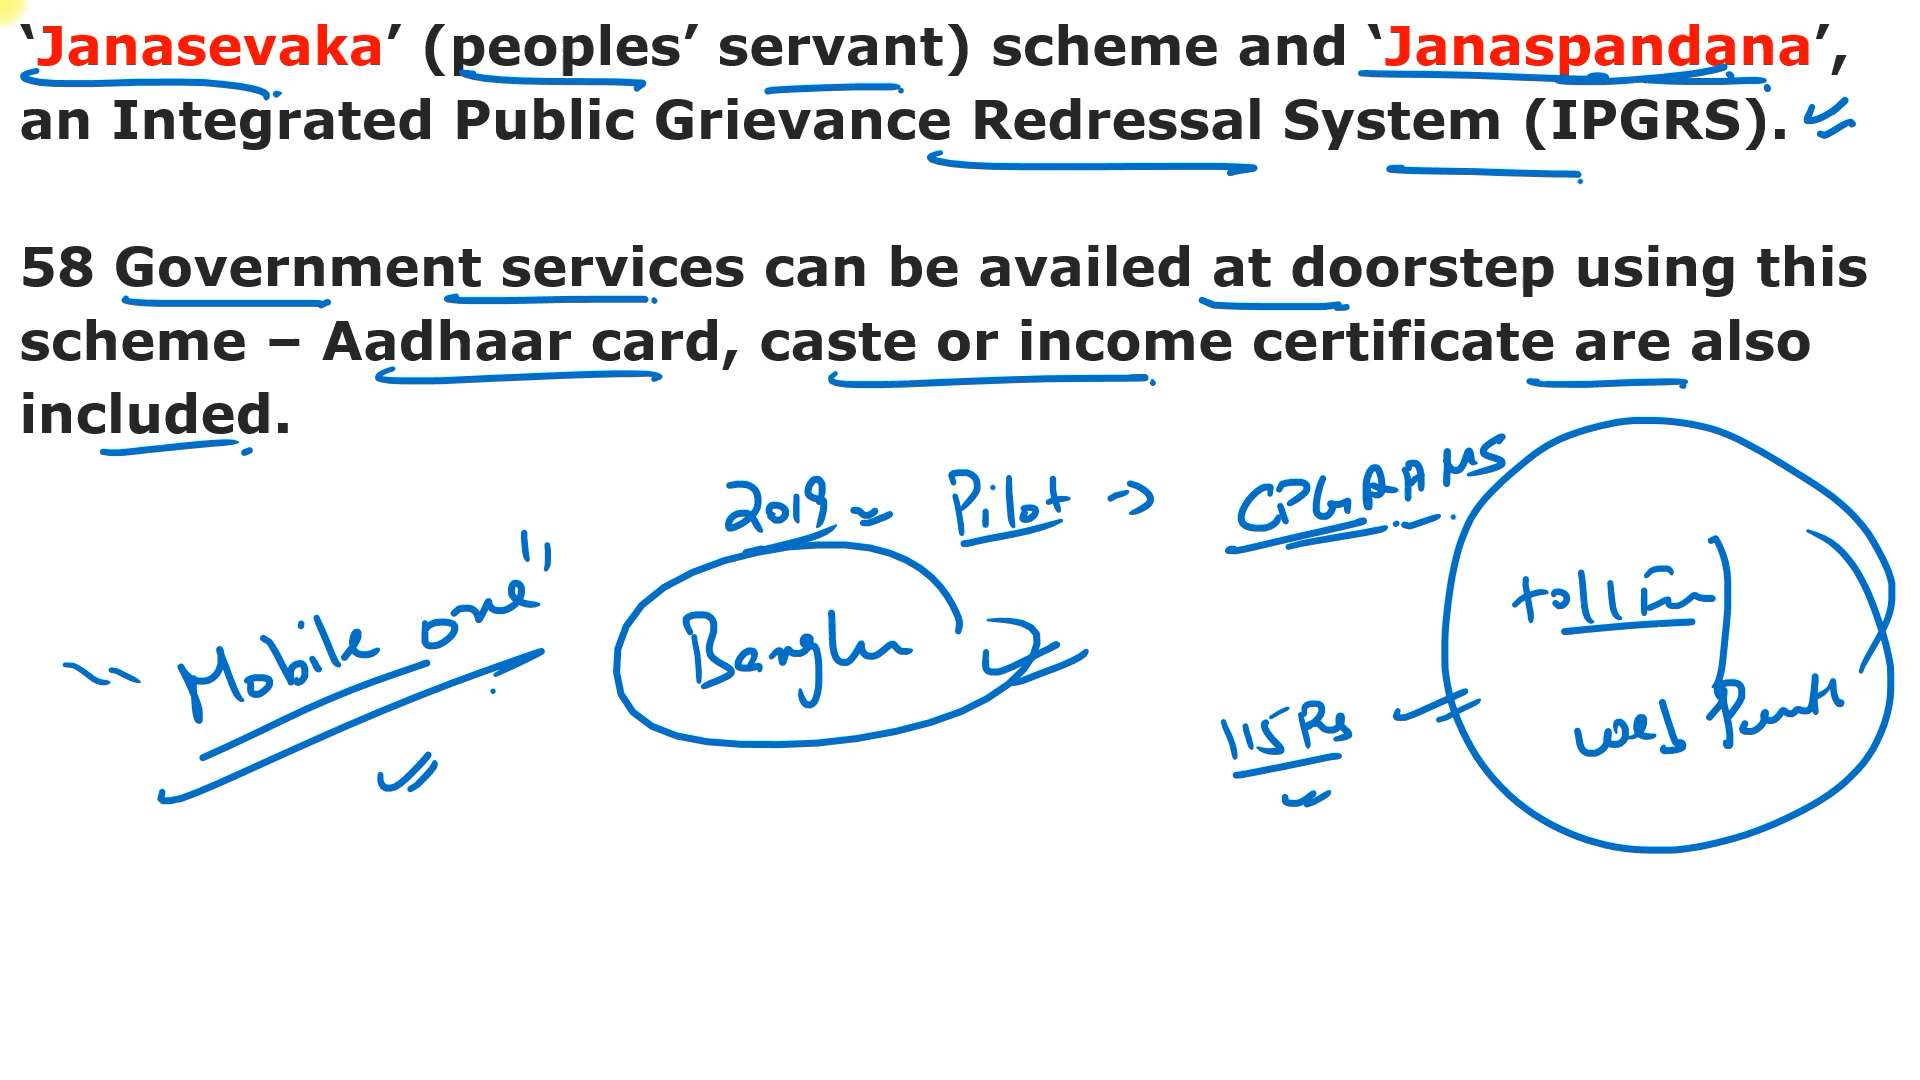 ‘Janasevaka’ (peoples’ servant) scheme and ‘Janaspandana’,
an Integrated Public Grievance Redressal System (IPGRS).
58 Government services can be availed at doorstep using this
scheme – Aadhaar card, caste or income certificate are also
included.
2019 Pilot → CPGRAMS
Mobile one"
toll
115 Rs